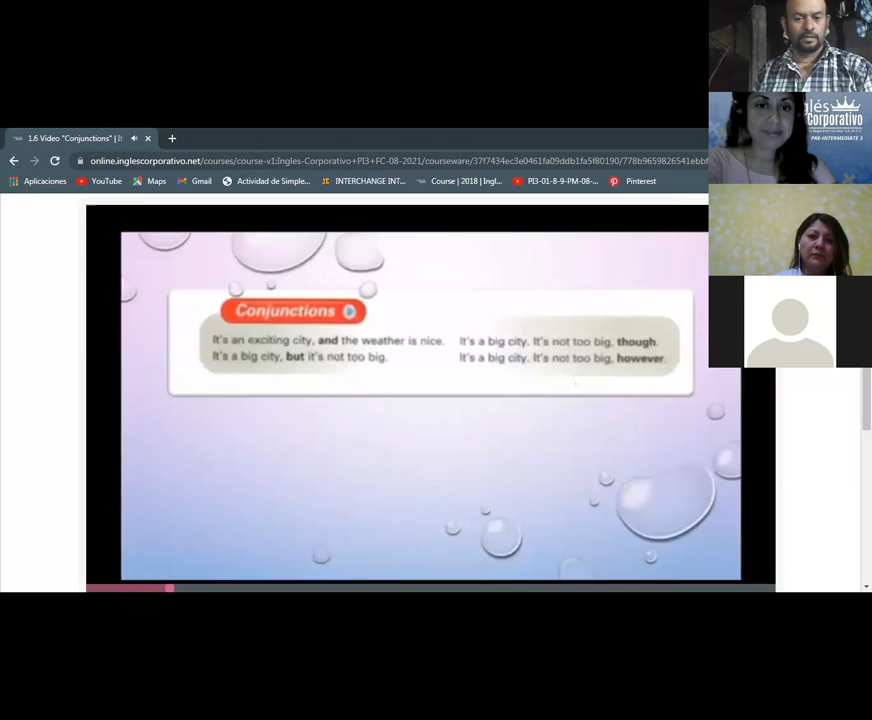 1.6 Video "Conjunctions" | I
online.inglescorporativo.net/courses/course-v1:Ingles-Corporativo+PI3+FC-08-2021/courseware/37f7434ec3e0461fa09ddb1fa5f80190/778b9659826541ebbf
Aplicaciones YouTube Maps Gmail Actividad de Simple... INTERCHANGE INT... Course | 2018 | Ingl... PI3-01-8-9-PM-08-... Pinterest
Conjunctions
It's an exciting city, and the weather is nice.
It's a big city, but it's not too big.
It's a big city. It's not too big, though.
It's a big city. It's not too big, however.
glés
Corporativo
PRE-INTERMEDIATE 3